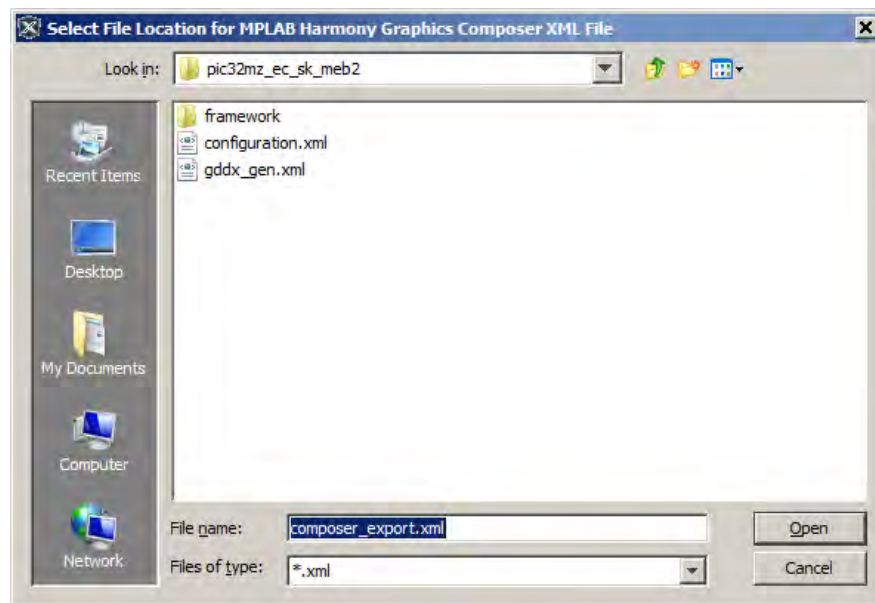 Select File Location for MPLAB Harmony Graphics Composer XML File
Look in: pic32mz_ec_sk_meb2
framework
configuration.xml
gddx_gen.xml
Recent Items
Desktop
My Documents
Computer
Network
File name: composer_export.xml Open
Files of type: *.xml Cancel